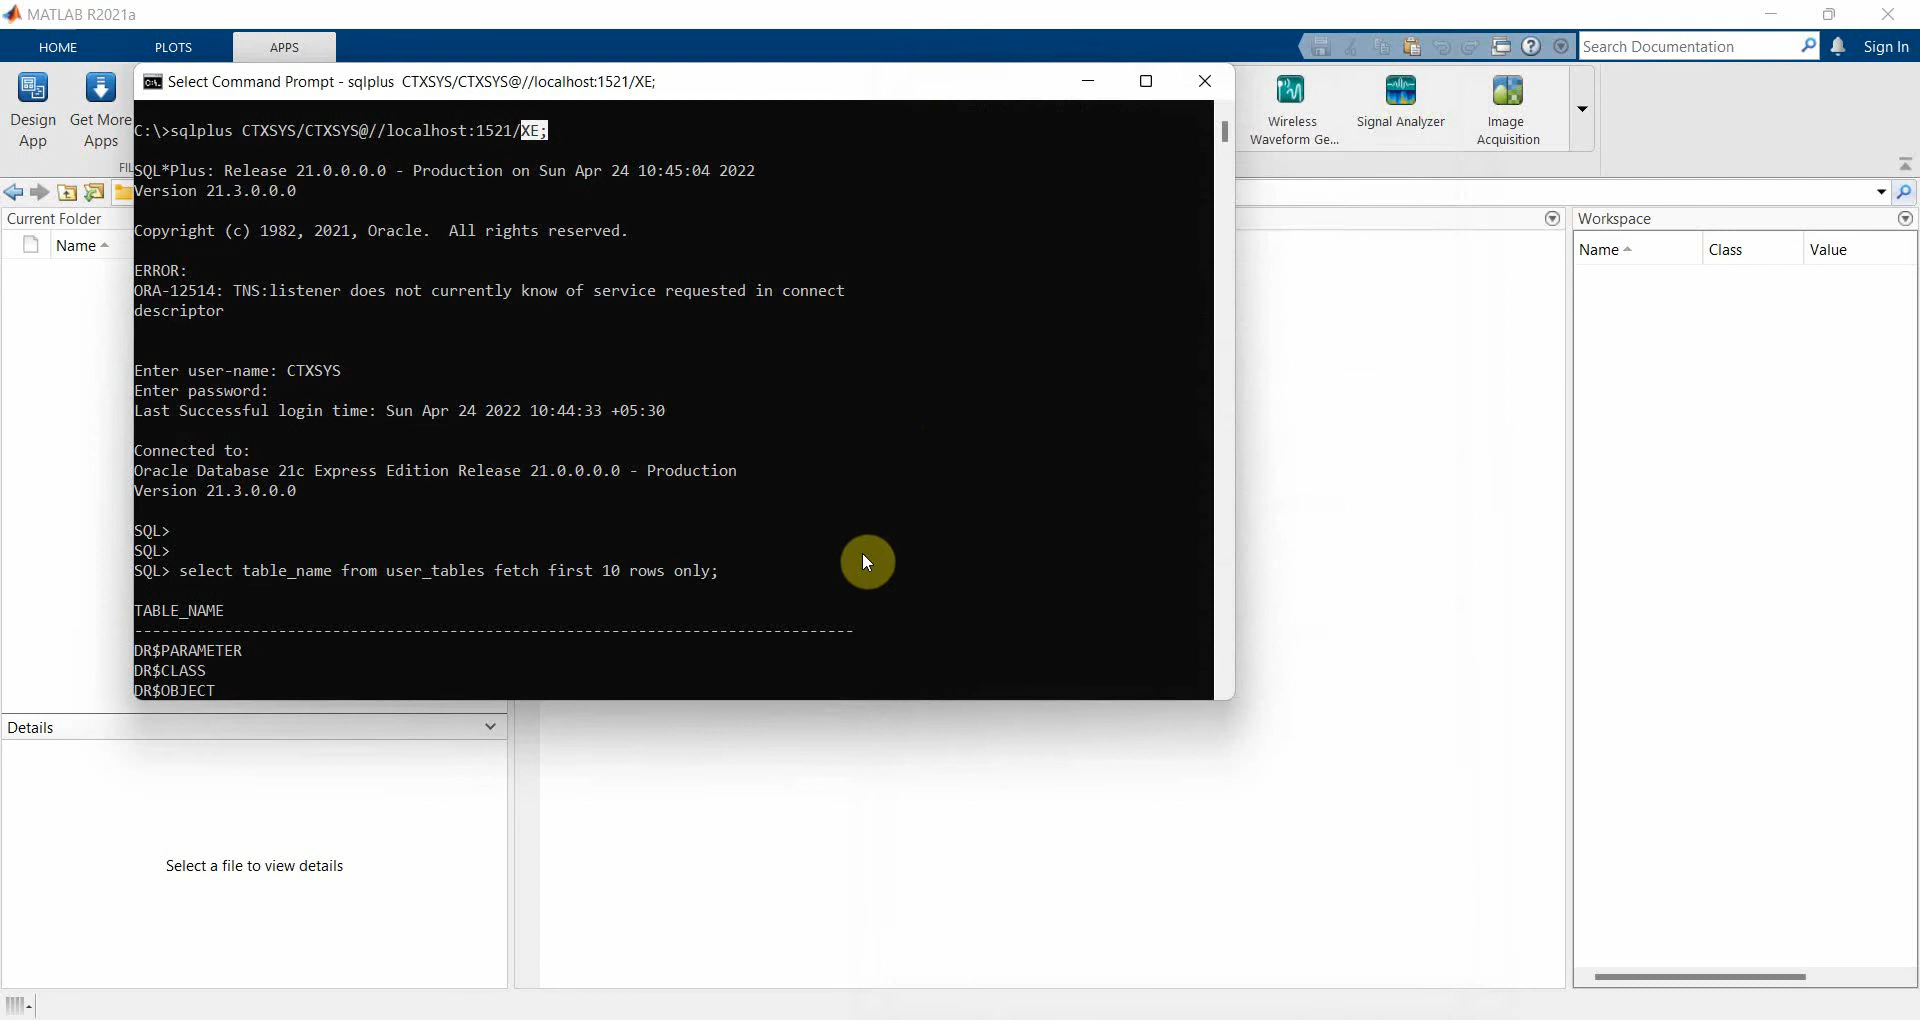 MATLAB R2021a
HOME
PLOTS
APPS
Search Documentation
Sign In
Design App
Get More Apps
FIL
Wireless Waveform Ge...
Signal Analyzer
Image Acquisition
Select Command Prompt - sqlplus  CTXSYS/CTXSYS@//localhost:1521/XE;
C:\>sqlplus CTXSYS/CTXSYS@//localhost:1521/XE;
SQL*Plus: Release 21.0.0.0.0 - Production on Sun Apr 24 10:45:04 2022
Version 21.3.0.0.0
Copyright (c) 1982, 2021, Oracle.  All rights reserved.
ERROR:
ORA-12514: TNS:listener does not currently know of service requested in connect
descriptor
Enter user-name: CTXSYS
Enter password:
Last Successful login time: Sun Apr 24 2022 10:44:33 +05:30
Connected to:
Oracle Database 21c Express Edition Release 21.0.0.0.0 - Production
Version 21.3.0.0.0
SQL>
SQL>
SQL> select table_name from user_tables fetch first 10 rows only;
TABLE_NAME
--------------------------------------------------------------------------------
DR$PARAMETER
DR$CLASS
DR$OBJECT
Current Folder
Name
Workspace
Name
Class
Value
Details
Select a file to view details